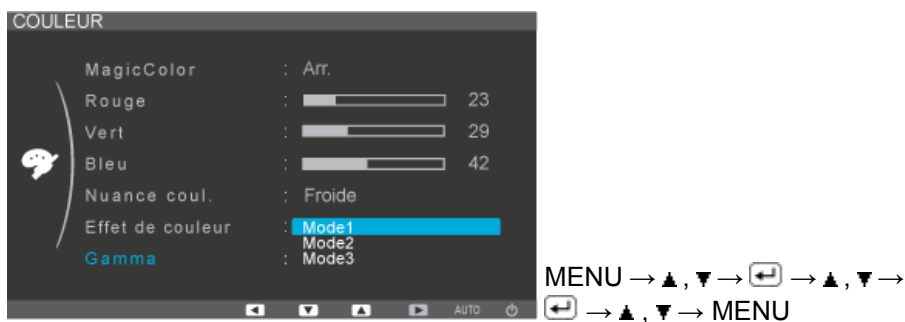 COULEUR
MagicColor : Arr.
Rouge : 23
Vert : 29
Bleu : 42
Nuance coul. : Froide
Effet de couleur : Mode1
Mode2
Gamma : Mode3
AUTO
MENU → ▲ , ▼ → → ▲ , ▼ →
→ ▲ , ▼ → MENU